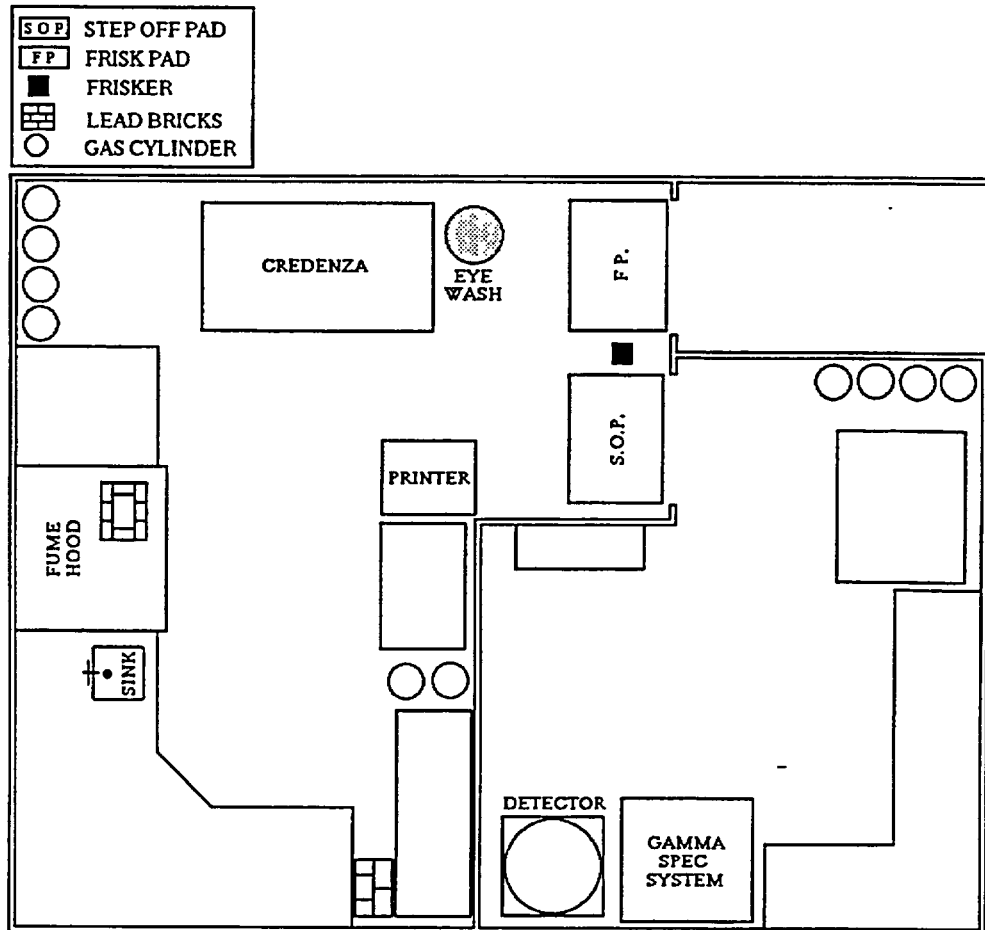 S O P STEP OFF PAD
F P FRISK PAD
FRISKER
LEAD BRICKS
GAS CYLINDER
CREDENZA
EYE
WASH
F P.
S.O.P.
PRINTER
FUME
HOOD
SINK
DETECTOR
GAMMA
SPEC
SYSTEM